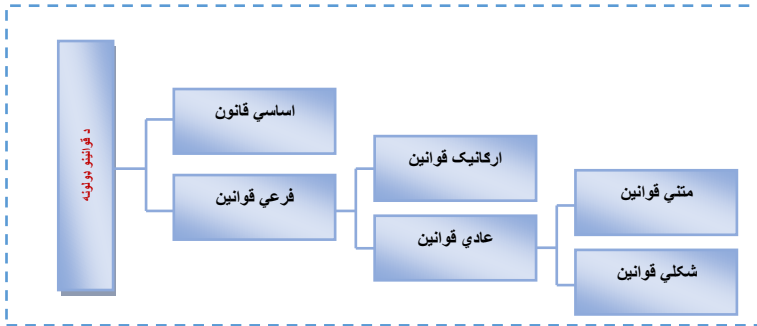 د قوانينو ډولونه
اساسي قانون
فرعي قوانين
ارګانيک قوانين
عادي قوانين
متني قوانين
شکلي قوانين